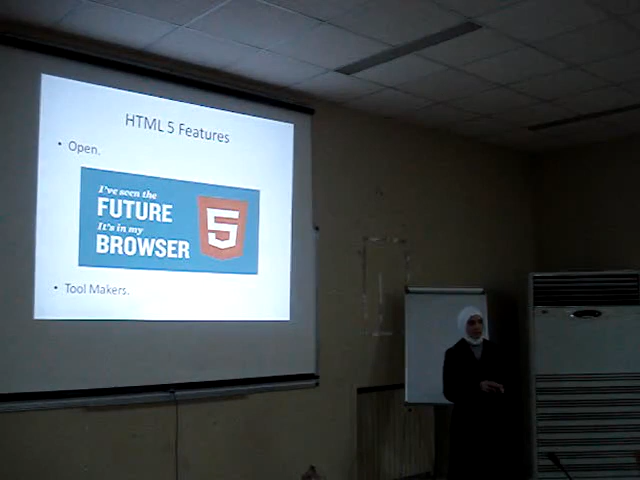 HTML 5 Features
• Open.
I've seen the
FUTURE
It's in my
BROWSER
5
• Tool Makers.